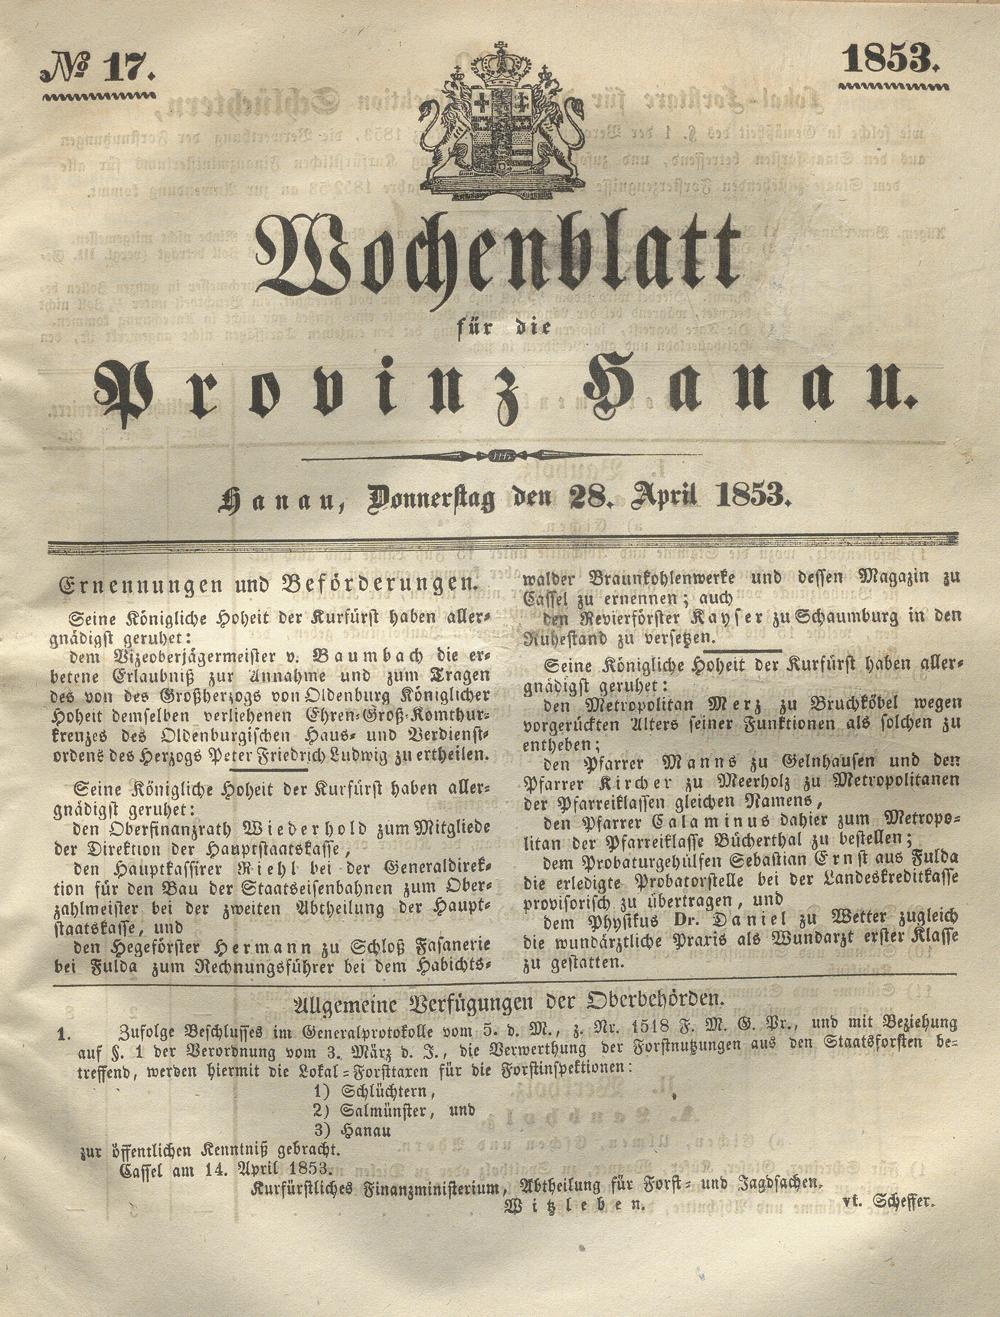 № 17.
1853.
Wochenblatt
für die
Provinz Hanau.
Hanau, Donnerstag den 28. April 1853.
Ernennungen und Beförderungen.
Seine Königliche Hoheit der Kurfürst haben aller-
gnädigst geruhet:
dem Vizeoberjägermeister v. Baumbach die er-
betene Erlaubniß zur Annahme und zum Tragen
des von des Großherzogs von Oldenburg Königlicher
Hoheit demselben verliehenen Ehren-Groß-Komthur-
kreuzes des Oldenburgischen Haus- und Verdienst-
ordens des Herzogs Peter Friedrich Ludwig zu ertheilen.
Seine Königliche Hoheit der Kurfürst haben aller-
gnädigst geruhet:
den Oberfinanzrath Wiederhold zum Mitgliede
der Direktion der Hauptstaatskasse,
den Hauptkassirer Riehl bei der Generaldirek-
tion für den Bau der Staatseisenbahnen zum Ober-
zahlmeister bei der zweiten Abtheilung der Haupt-
staatskasse, und
den Hegeförster Hermann zu Schloß Fasanerie
bei Fulda zum Rechnungsführer bei dem Habichts-
walder Braunkohlenwerke und dessen Magazin zu
Cassel zu ernennen; auch
den Revierförster Kayser zu Schaumburg in den
Ruhestand zu versetzen.
Seine Königliche Hoheit der Kurfürst haben aller-
gnädigst geruhet:
den Metropolitan Merz zu Bruchköbel wegen
vorgerückten Alters seiner Funktionen als solchen zu
entheben;
den Pfarrer Manns zu Gelnhausen und den
Pfarrer Kircher zu Meerholz zu Metropolitanen
der Pfarreiklassen gleichen Namens,
den Pfarrer Calaminus dahier zum Metropo-
litan der Pfarreiklasse Bücherthal zu bestellen;
dem Probaturgehülfen Sebastian Ernst aus Fulda
die erledigte Probatorstelle bei der Landeskreditkasse
provisorisch zu übertragen, und
dem Physikus Dr. Daniel zu Wetter zugleich
die wundärztliche Praxis als Wundarzt erster Klasse
zu gestatten.
Allgemeine Verfügungen der Oberbehörden.
1. Zufolge Beschlusses im Generalprotokolle vom 5. d. M., z. Nr. 1518 F. M. G. Pr., und mit Beziehung
auf §. 1 der Verordnung vom 3. März d. J., die Verwerthung der Forstnutzungen aus den Staatsforsten be-
treffend, werden hiermit die Lokal-Forsttaxen für die Forstinspektionen:
1) Schlüchtern,
2) Salmünster, und
3) Hanau
zur öffentlichen Kenntniß gebracht.
Cassel am 14. April 1853.
Kurfürstliches Finanzministerium, Abtheilung für Forst- und Jagdsachen.
Witzleben.
vt. Scheffer.